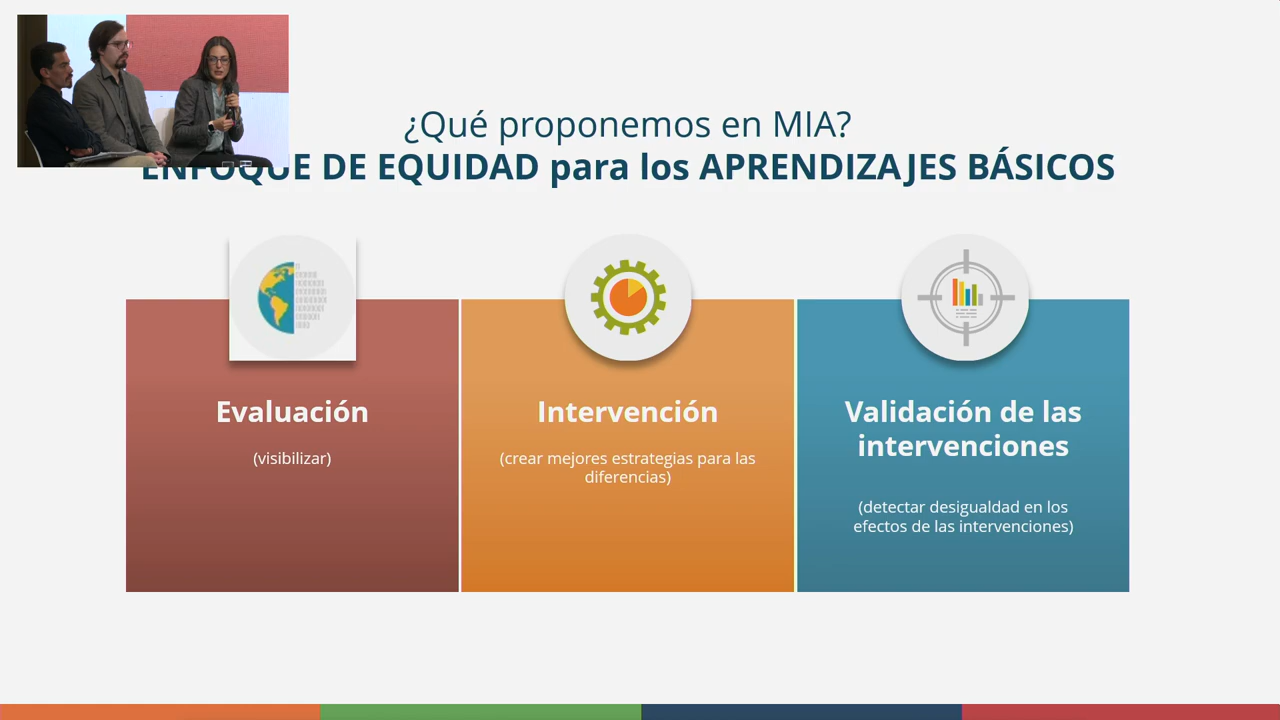 ¿Qué proponemos en MIA?
ENFOQUE DE EQUIDAD para los APRENDIZAJES BÁSICOS
Evaluación
(visibilizar)
Intervención
(crear mejores estrategias para las
diferencias)
Validación de las
intervenciones
(detectar desigualdad en los
efectos de las intervenciones)